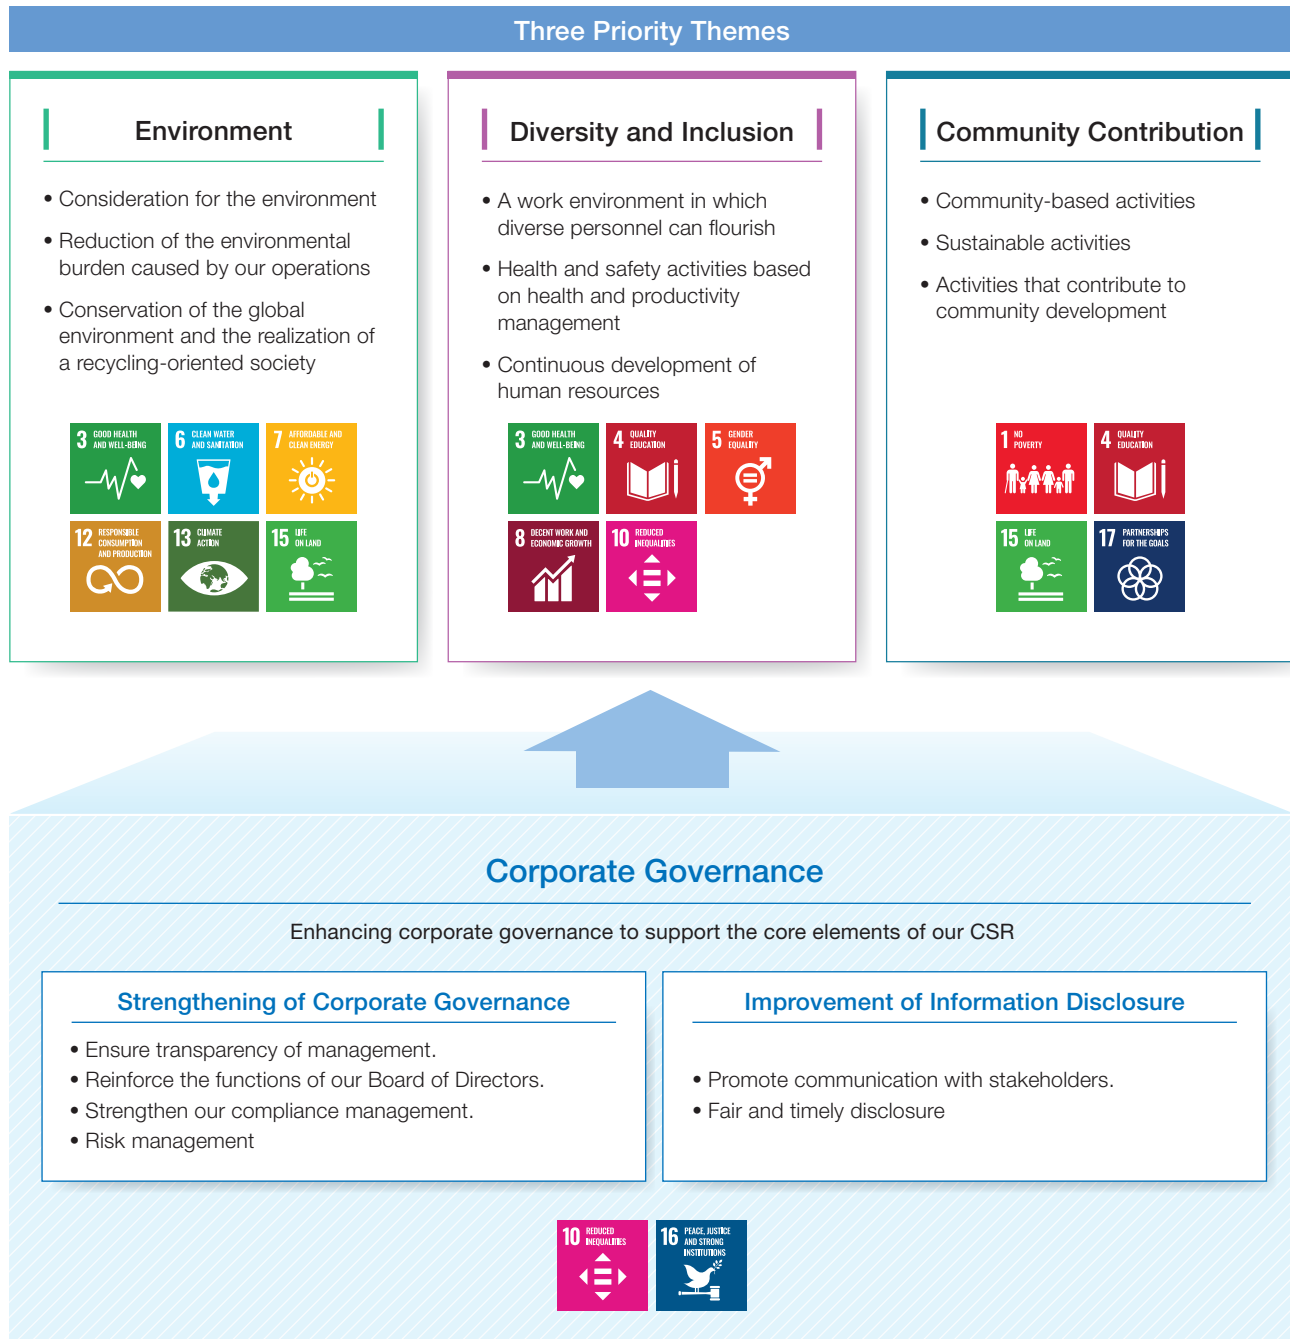 Three Priority Themes
Environment
• Consideration for the environment
• Reduction of the environmental
burden caused by our operations
• Conservation of the global
environment and the realization of
a recycling-oriented society
3 GOOD HEALTH
AND WELL-BEING
6 CLEAN WATER
AND SANITATION
7 AFFORDABLE AND
CLEAN ENERGY
12 RESPONSIBLE
CONSUMPTION
AND PRODUCTION
13 CLIMATE
ACTION
15 LIFE
ON LAND
Diversity and Inclusion
• A work environment in which
diverse personnel can flourish
• Health and safety activities based
on health and productivity
management
• Continuous development of
human resources
3 GOOD HEALTH
AND WELL-BEING
4 QUALITY
EDUCATION
5 GENDER
EQUALITY
8 DECENT WORK AND
ECONOMIC GROWTH
10 REDUCED
INEQUALITIES
Community Contribution
• Community-based activities
• Sustainable activities
• Activities that contribute to
community development
1 NO
POVERTY
4 QUALITY
EDUCATION
15 LIFE
ON LAND
17 PARTNERSHIPS
FOR THE GOALS
Corporate Governance
Enhancing corporate governance to support the core elements of our CSR
Strengthening of Corporate Governance
• Ensure transparency of management.
• Reinforce the functions of our Board of Directors.
• Strengthen our compliance management.
• Risk management
Improvement of Information Disclosure
• Promote communication with stakeholders.
• Fair and timely disclosure
10 REDUCED
INEQUALITIES
16 PEACE, JUSTICE
AND STRONG
INSTITUTIONS